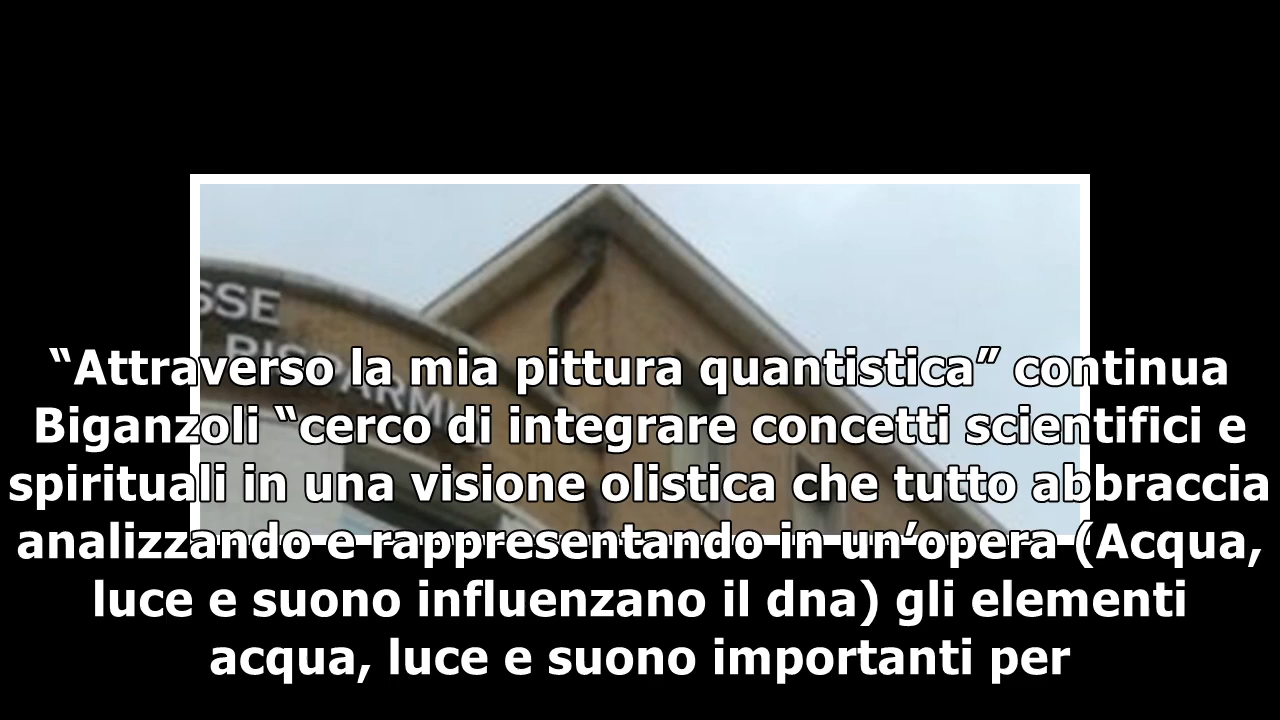 SSE
RISPARMI
“Attraverso la mia pittura quantistica” continua
Biganzoli “cerco di integrare concetti scientifici e
spirituali in una visione olistica che tutto abbraccia
analizzando e rappresentando in un’opera (Acqua,
luce e suono influenzano il dna) gli elementi
acqua, luce e suono importanti per